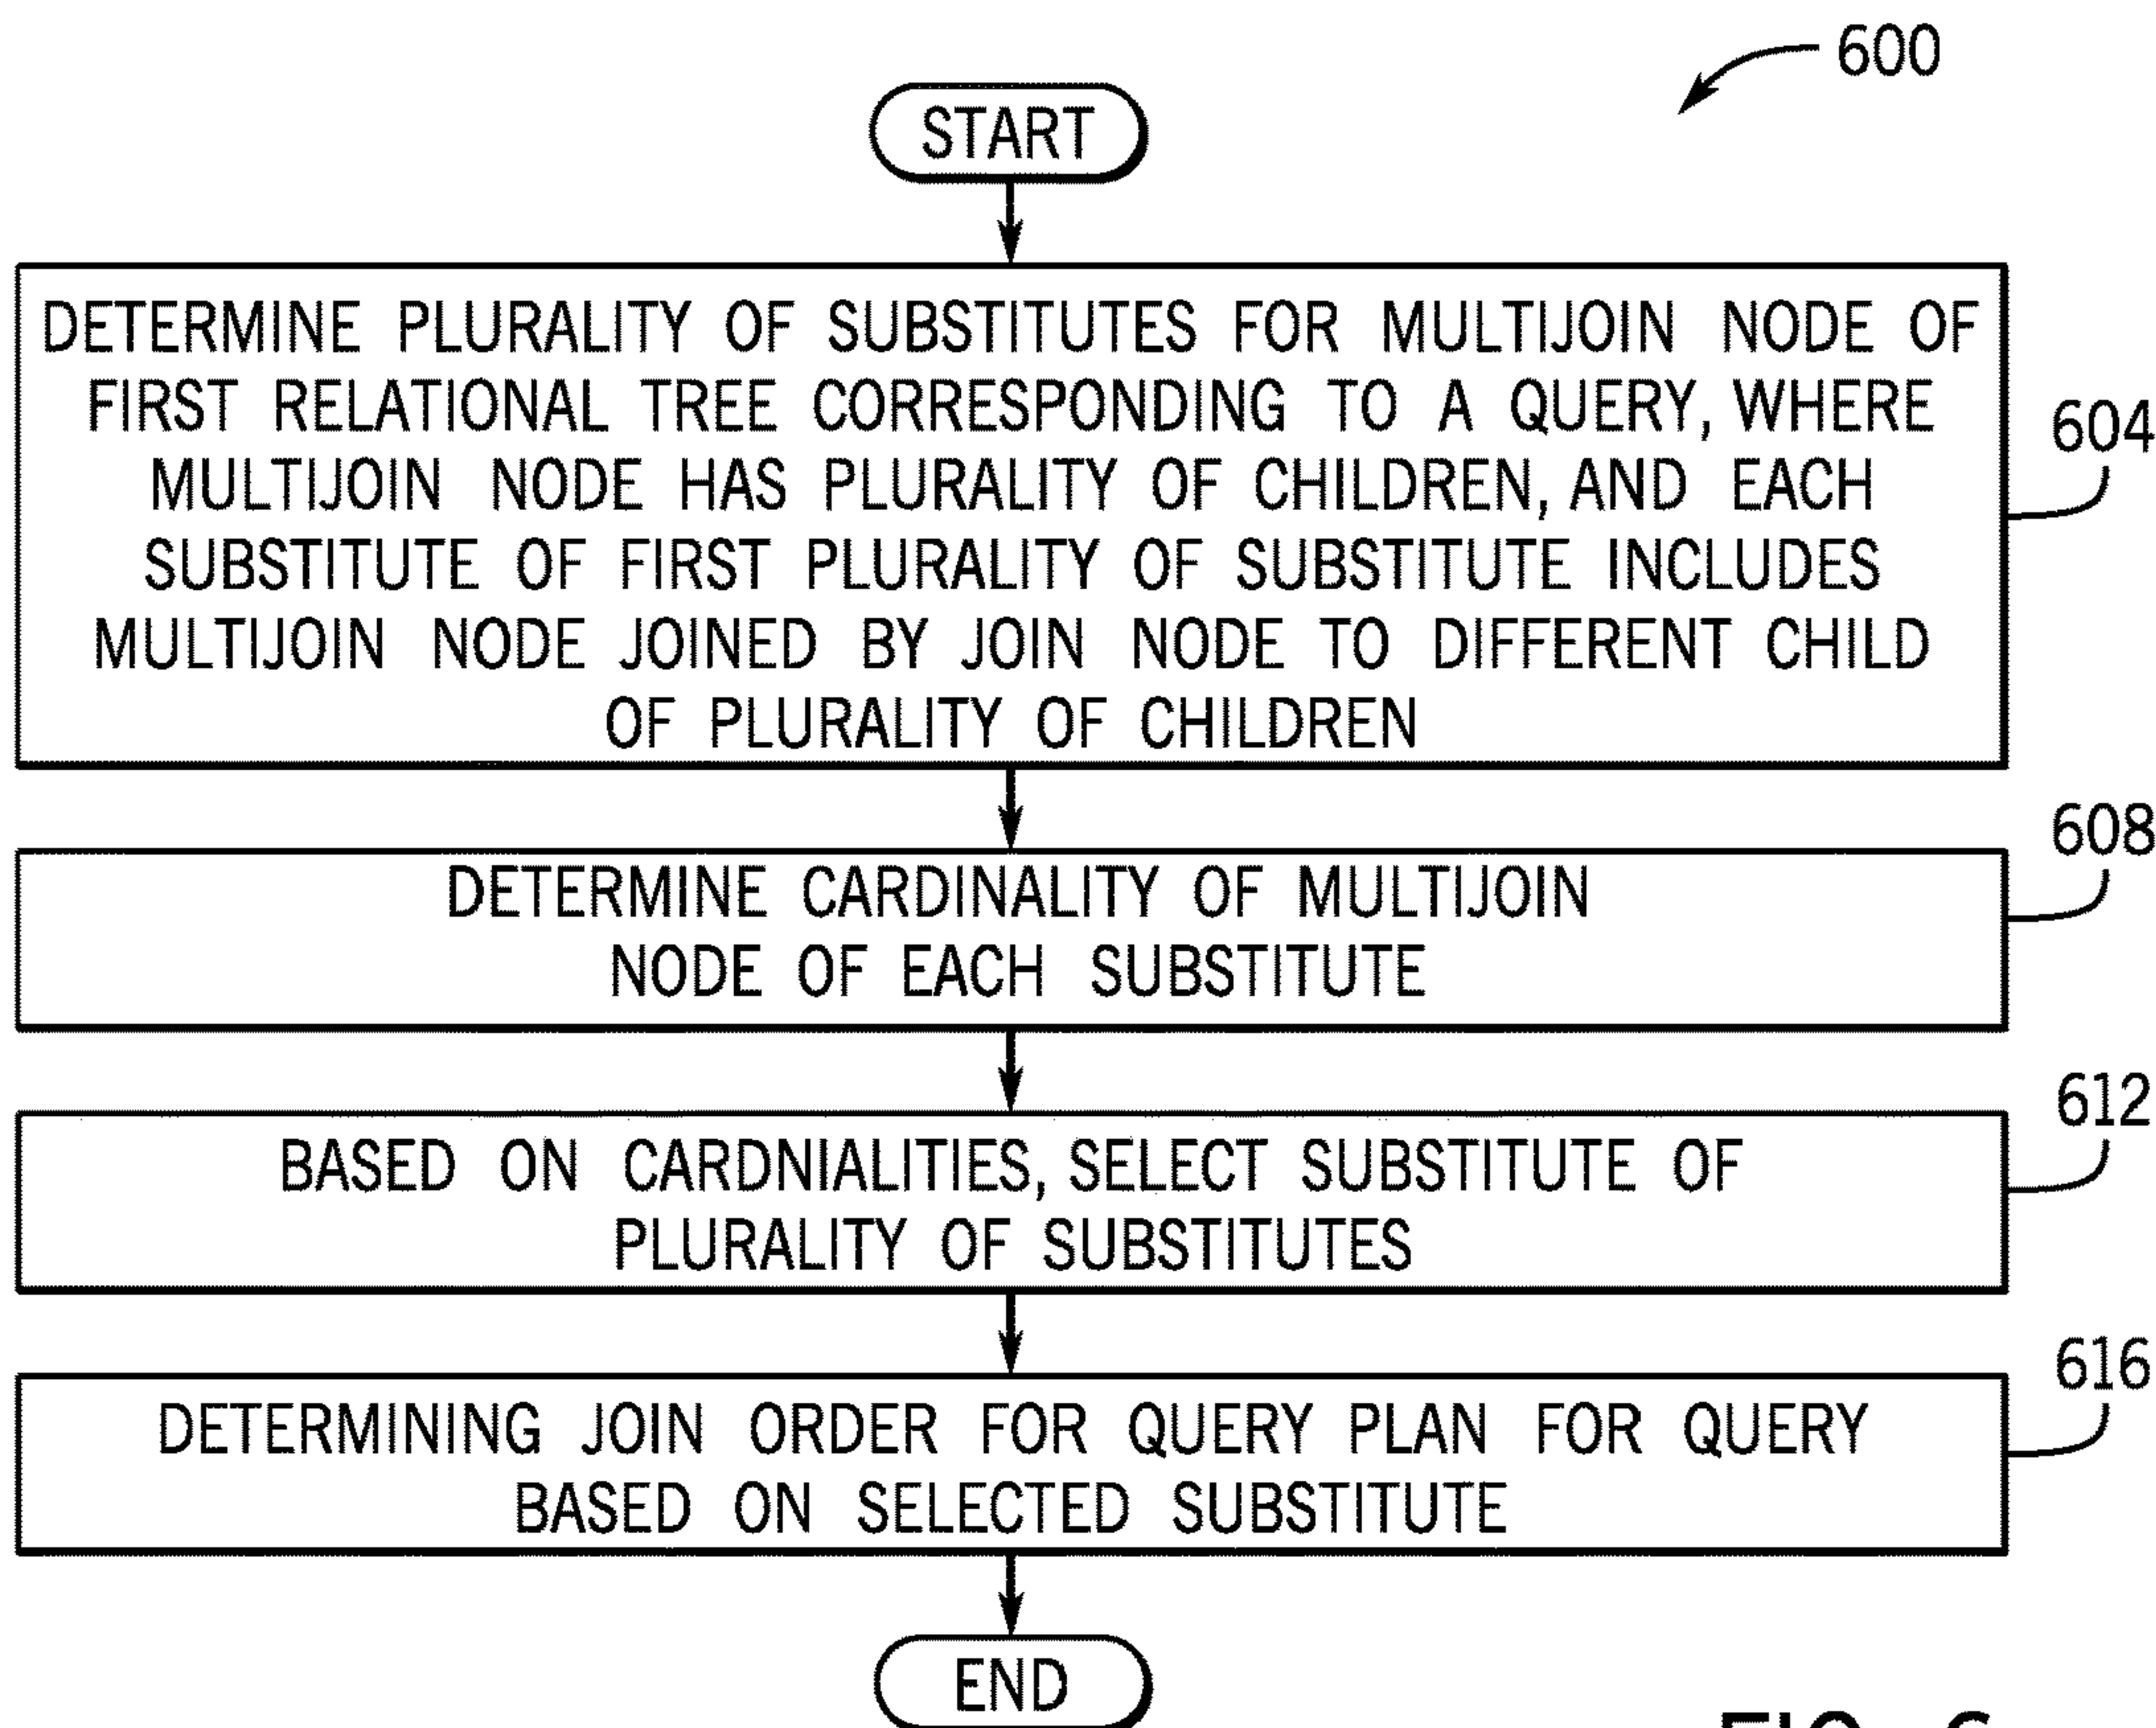 600
START
DETERMINE PLURALITY OF SUBSTITUTES FOR MULTIJOIN NODE OF
FIRST RELATIONAL TREE CORRESPONDING TO A QUERY, WHERE
MULTIJOIN NODE HAS PLURALITY OF CHILDREN, AND EACH
SUBSTITUTE OF FIRST PLURALITY OF SUBSTITUTE INCLUDES
MULTIJOIN NODE JOINED BY JOIN NODE TO DIFFERENT CHILD
OF PLURALITY OF CHILDREN
604
DETERMINE CARDINALITY OF MULTIJOIN
NODE OF EACH SUBSTITUTE
608
BASED ON CARDNIALITIES, SELECT SUBSTITUTE OF
PLURALITY OF SUBSTITUTES
612
DETERMINING JOIN ORDER FOR QUERY PLAN FOR QUERY
BASED ON SELECTED SUBSTITUTE
616
END